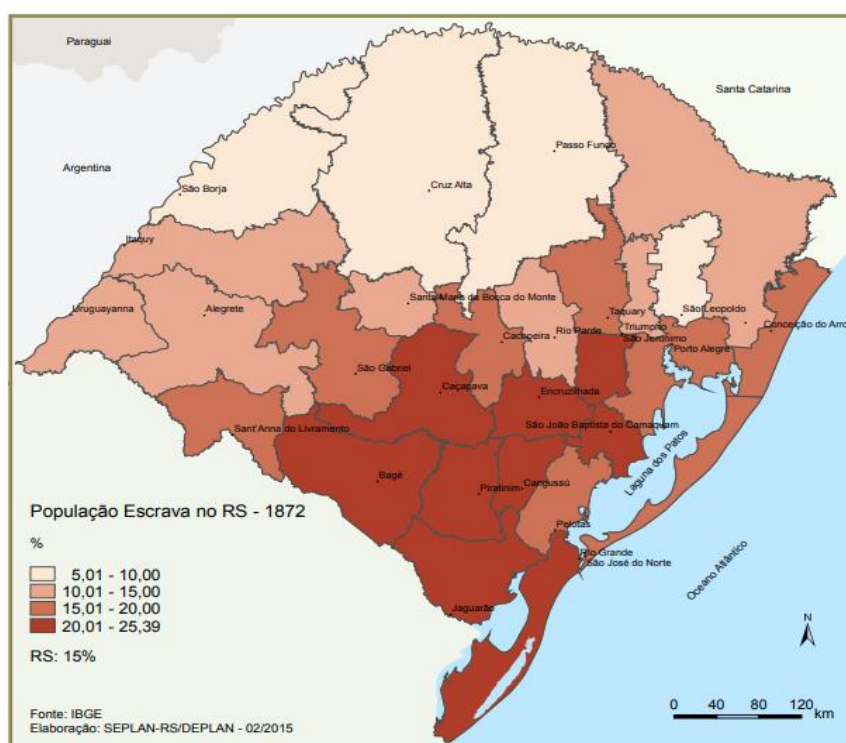 Paraguai
Santa Catarina
Passo Fundo
Argentina
São Borja
Cruz Alta
Itaquy
Santa Maria da Bocca do Monte
Uruguayanna
Alegrete
Taquary
São Leopoldo
Triumpho
Conceição do Arro
Cachoeira
Rio Pardo
São Jeronimo
Porto Alegre
São Gabriel
Caçapava
Encruzilhada
Sant'Anna do Livramento
São João Baptista do Camaquam
Laguna dos Patos
Bagé
Piratinim
Cangussú
Pelotas
Rio Grande
São José do Norte
Oceano Atlântico
Jaguarão
População Escrava no RS - 1872
%
5,01 - 10,00
10,01 - 15,00
15,01 - 20,00
20,01 - 25,39
RS: 15%
N
0 40 80 120
km
Fonte: IBGE
Elaboração: SEPLAN-RS/DEPLAN - 02/2015